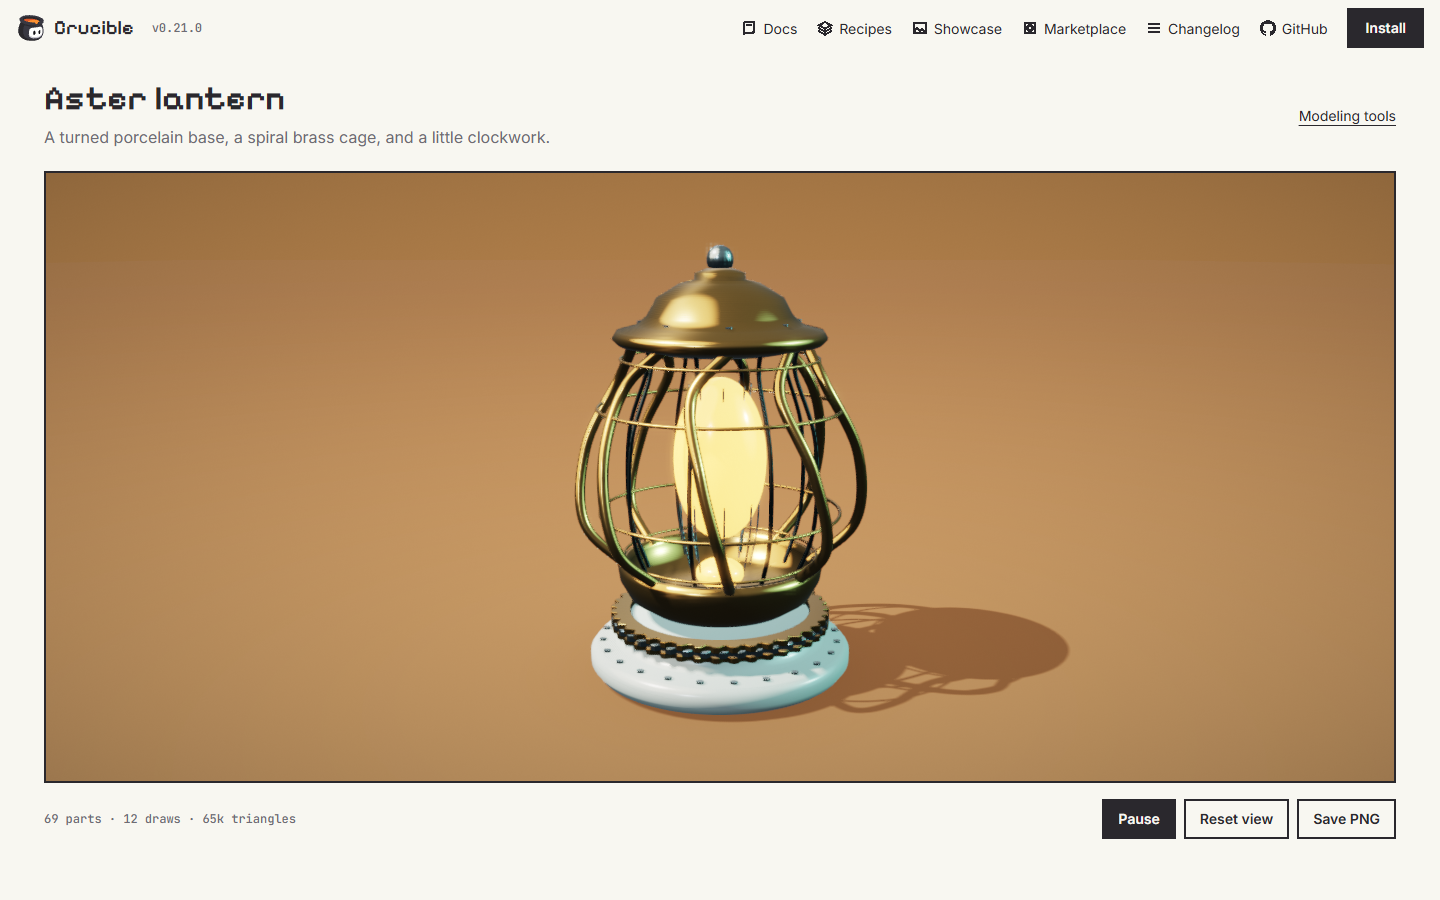 Crucible v0.21.0 Docs Recipes Showcase Marketplace Changelog GitHub Install
Aster lantern
Modeling tools
A turned porcelain base, a spiral brass cage, and a little clockwork.
69 parts · 12 draws · 65k triangles Pause Reset view Save PNG